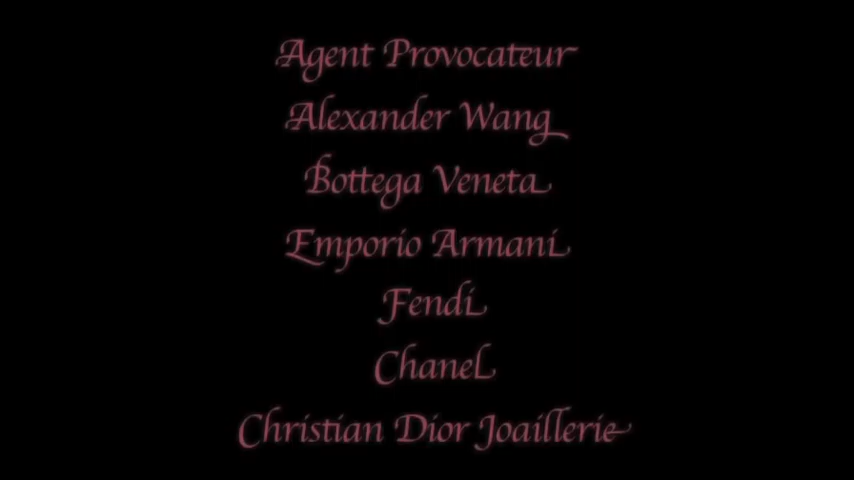 Agent Provocateur
Alexander Wang
Bottega Veneta
Emporio Armani
Fendi
Chanel
Christian Dior Joaillerie